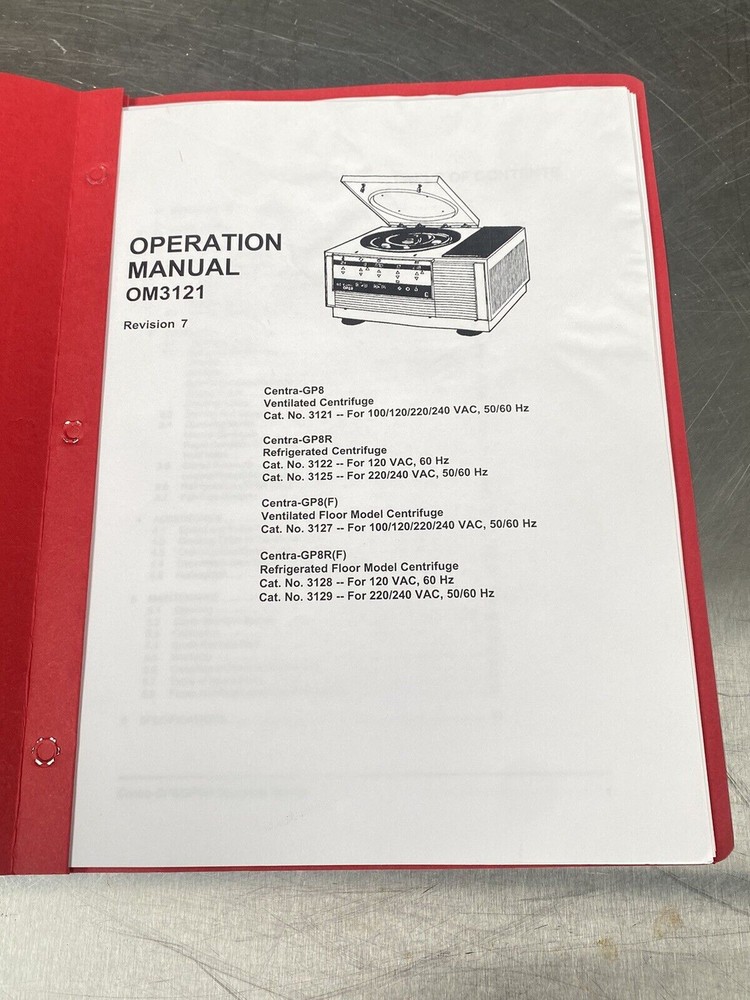 OPERATION
MANUAL
OM3121
Revision 7
Centra-GP8
Ventilated Centrifuge
Cat. No. 3121 -- For 100/120/220/240 VAC, 50/60 Hz
Centra-GP8R
Refrigerated Centrifuge
Cat. No. 3122 -- For 120 VAC, 60 Hz
Cat. No. 3125 -- For 220/240 VAC, 50/60 Hz
Centra-GP8(F)
Ventilated Floor Model Centrifuge
Cat. No. 3127 -- For 100/120/220/240 VAC, 50/60 Hz
Centra-GP8R(F)
Refrigerated Floor Model Centrifuge
Cat. No. 3128 -- For 120 VAC, 60 Hz
Cat. No. 3129 -- For 220/240 VAC, 50/60 Hz